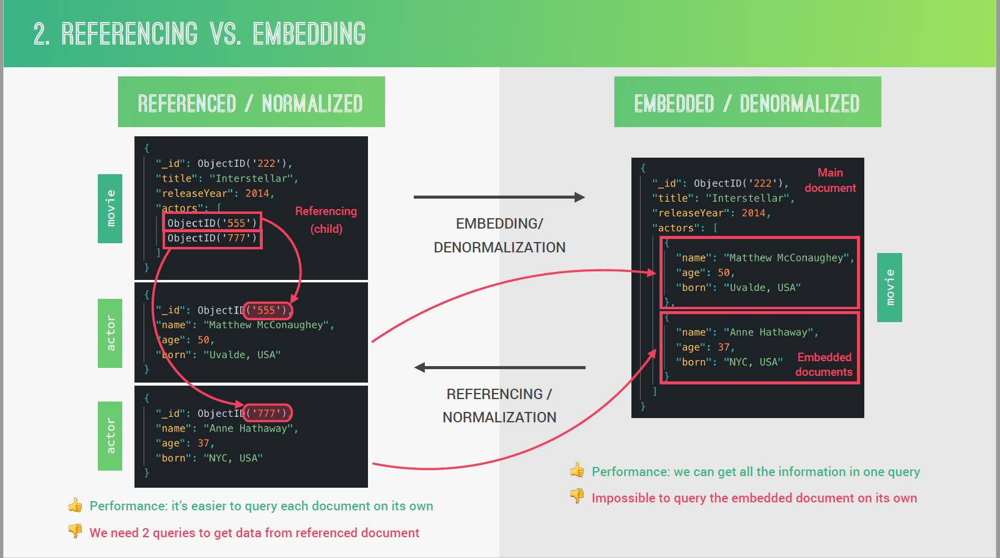 2. REFERENCING VS. EMBEDDING
REFERENCED / NORMALIZED
movie
{
"_id": ObjectID('222'),
"title": "Interstellar",
"releaseYear": 2014,
"actors": [
ObjectID('555'),
ObjectID('777')
]
}
Referencing
(child)
actor
{
"_id": ObjectID('555'),
"name": "Matthew McConaughey",
"age": 50,
"born": "Uvalde, USA"
}
actor
{
"_id": ObjectID('777'),
"name": "Anne Hathaway",
"age": 37,
"born": "NYC, USA"
}
👍 Performance: it's easier to query each document on its own
👎 We need 2 queries to get data from referenced document
EMBEDDING/
DENORMALIZATION
REFERENCING /
NORMALIZATION
EMBEDDED / DENORMALIZED
{
"_id": ObjectID('222'),
"title": "Interstellar",
"releaseYear": 2014,
"actors": [
{
"name": "Matthew McConaughey",
"age": 50,
"born": "Uvalde, USA"
},
{
"name": "Anne Hathaway",
"age": 37,
"born": "NYC, USA"
}
]
}
Main
document
Embedded
documents
movie
👍 Performance: we can get all the information in one query
👎 Impossible to query the embedded document on its own